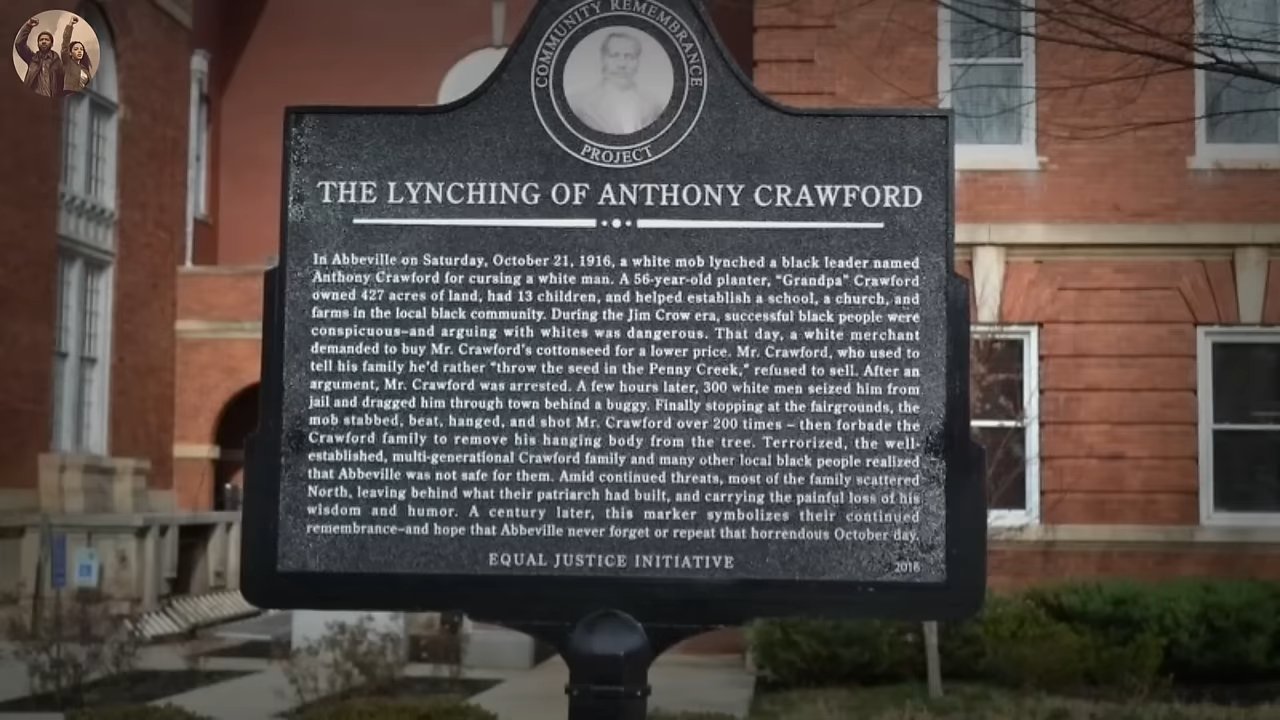 COMMUNITY REMEMBRANCE
PROJECT
THE LYNCHING OF ANTHONY CRAWFORD
In Abbeville on Saturday, October 21, 1916, a white mob lynched a black leader named
Anthony Crawford for cursing a white man. A 56-year-old planter, “Grandpa” Crawford
owned 427 acres of land, had 13 children, and helped establish a school, a church, and
farms in the local black community. During the Jim Crow era, successful black people were
conspicuous–and arguing with whites was dangerous. That day, a white merchant
demanded to buy Mr. Crawford’s cottonseed for a lower price. Mr. Crawford, who used to
tell his family he’d rather “throw the seed in the Penny Creek,” refused to sell. After an
argument, Mr. Crawford was arrested. A few hours later, 300 white men seized him from
jail and dragged him through town behind a buggy. Finally stopping at the fairgrounds, the
mob stabbed, beat, hanged, and shot Mr. Crawford over 200 times – then forbade the
Crawford family to remove his hanging body from the tree. Terrorized, the well-
established, multi-generational Crawford family and many other local black people realized
that Abbeville was not safe for them. Amid continued threats, most of the family scattered
North, leaving behind what their patriarch had built, and carrying the painful loss of his
wisdom and humor. A century later, this marker symbolizes their continued
remembrance–and hope that Abbeville never forget or repeat that horrendous October day.
EQUAL JUSTICE INITIATIVE
2016